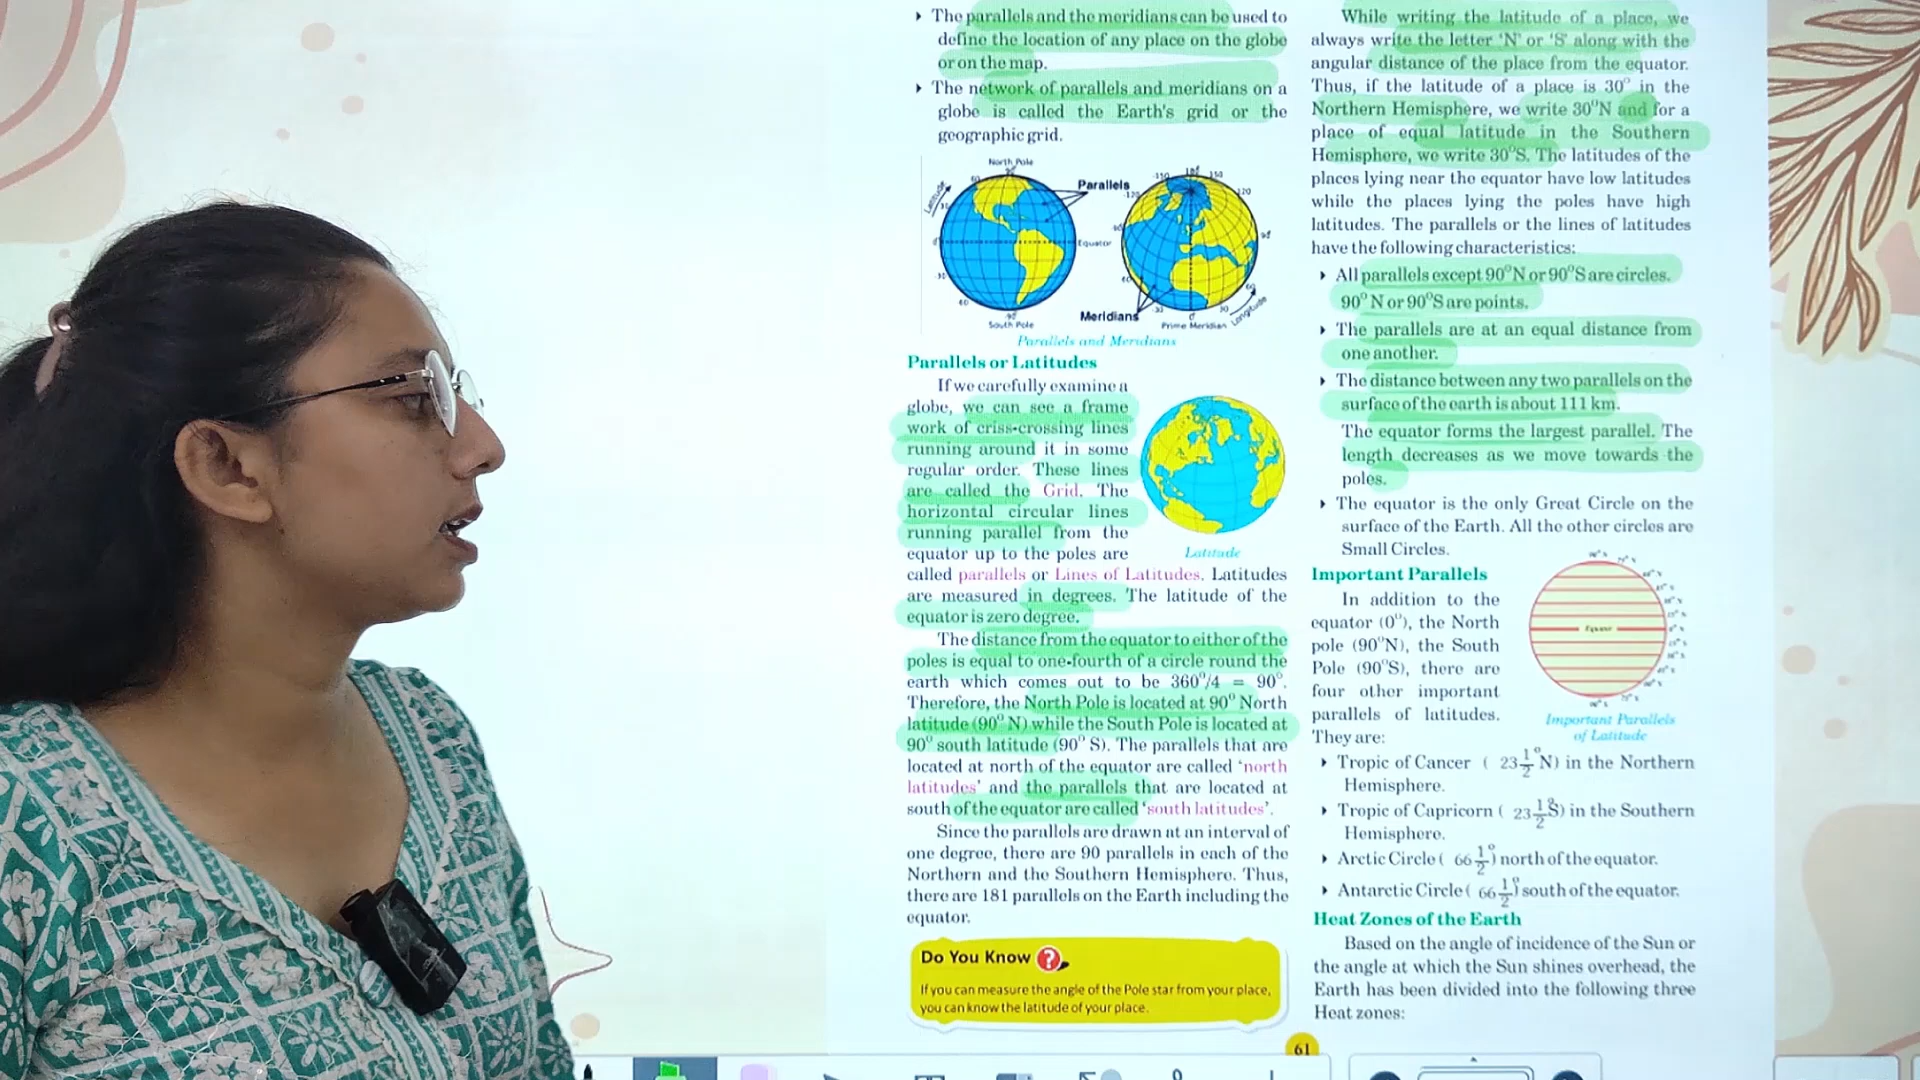 ‣ The parallels and the meridians can be used to
define the location of any place on the globe
or on the map.
‣ The network of parallels and meridians on a
globe is called the Earth's grid or the
geographic grid.
North Pole
Latitude
Parallels
Equator
South Pole
Meridians
Prime Meridian
Longitude
Parallels and Meridians
Parallels or Latitudes
If we carefully examine a
globe, we can see a frame
work of criss-crossing lines
running around it in some
regular order. These lines
are called the Grid. The
horizontal circular lines
running parallel from the
equator up to the poles are
Latitude
called parallels or Lines of Latitudes. Latitudes
are measured in degrees. The latitude of the
equator is zero degree.
The distance from the equator to either of the
poles is equal to one-fourth of a circle round the
earth which comes out to be 360⁰/4 = 90°.
Therefore, the North Pole is located at 90⁰ North
latitude (90⁰ N) while the South Pole is located at
90⁰ south latitude (90⁰ S). The parallels that are
located at north of the equator are called ‘north
latitudes’ and the parallels that are located at
south of the equator are called ‘south latitudes’.
Since the parallels are drawn at an interval of
one degree, there are 90 parallels in each of the
Northern and the Southern Hemisphere. Thus,
there are 181 parallels on the Earth including the
equator.
Do You Know ?
If you can measure the angle of the Pole star from your place,
you can know the latitude of your place.
While writing the latitude of a place, we
always write the letter ‘N’ or ‘S’ along with the
angular distance of the place from the equator.
Thus, if the latitude of a place is 30⁰ in the
Northern Hemisphere, we write 30⁰N and for a
place of equal latitude in the Southern
Hemisphere, we write 30⁰S. The latitudes of the
places lying near the equator have low latitudes
while the places lying the poles have high
latitudes. The parallels or the lines of latitudes
have the following characteristics:
‣ All parallels except 90⁰N or 90⁰S are circles.
90⁰ N or 90⁰S are points.
‣ The parallels are at an equal distance from
one another.
‣ The distance between any two parallels on the
surface of the earth is about 111 km.
The equator forms the largest parallel. The
length decreases as we move towards the
poles.
‣ The equator is the only Great Circle on the
surface of the Earth. All the other circles are
Small Circles.
Important Parallels
In addition to the
equator (0⁰), the North
pole (90⁰N), the South
Pole (90⁰S), there are
four other important
parallels of latitudes.
They are:
Equator
Important Parallels
of Latitude
‣ Tropic of Cancer ( 23½° N) in the Northern
Hemisphere.
‣ Tropic of Capricorn ( 23½°S) in the Southern
Hemisphere.
‣ Arctic Circle ( 66½°) north of the equator.
‣ Antarctic Circle ( 66½°) south of the equator.
Heat Zones of the Earth
Based on the angle of incidence of the Sun or
the angle at which the Sun shines overhead, the
Earth has been divided into the following three
Heat zones:
61